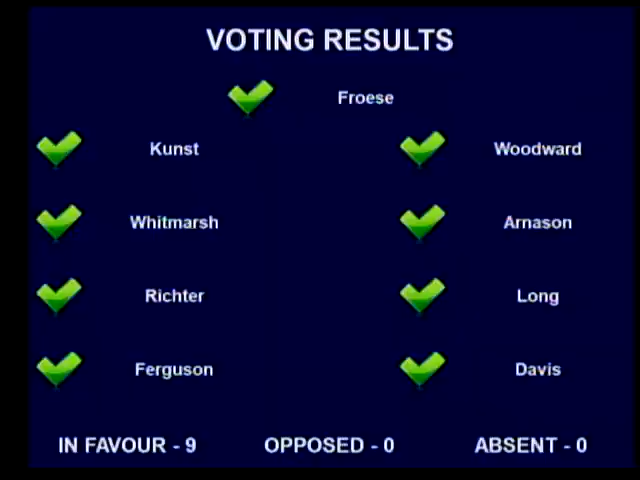 VOTING RESULTS
Froese
Kunst Woodward
Whitmarsh Arnason
Richter Long
Ferguson Davis
IN FAVOUR - 9 OPPOSED - 0 ABSENT - 0